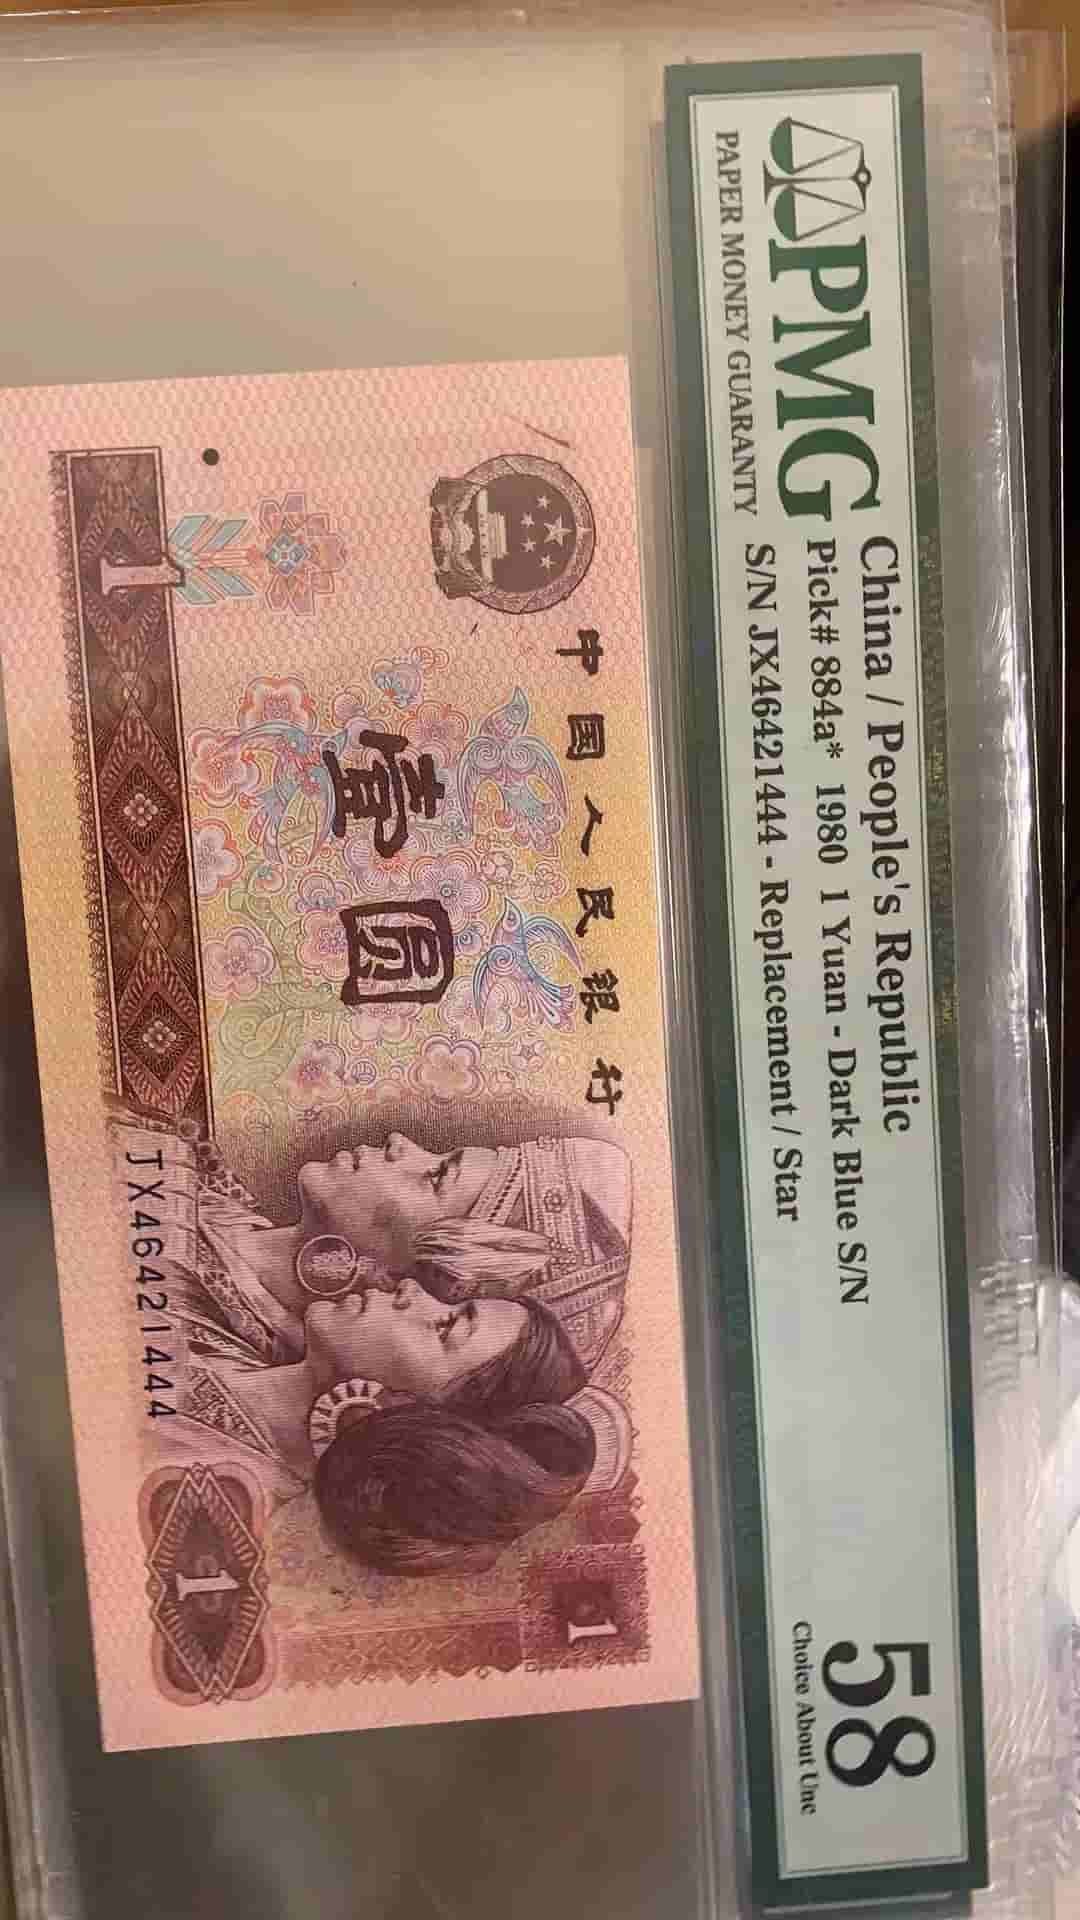 PMG
PAPER MONEY GUARANTY
China / People's Republic
Pick# 884a* 1980 1 Yuan - Dark Blue S/N
S/N JX46421444 - Replacement / Star
58
Choice About Unc
中国人民银行
壹圆
1
JX46421444
1
1